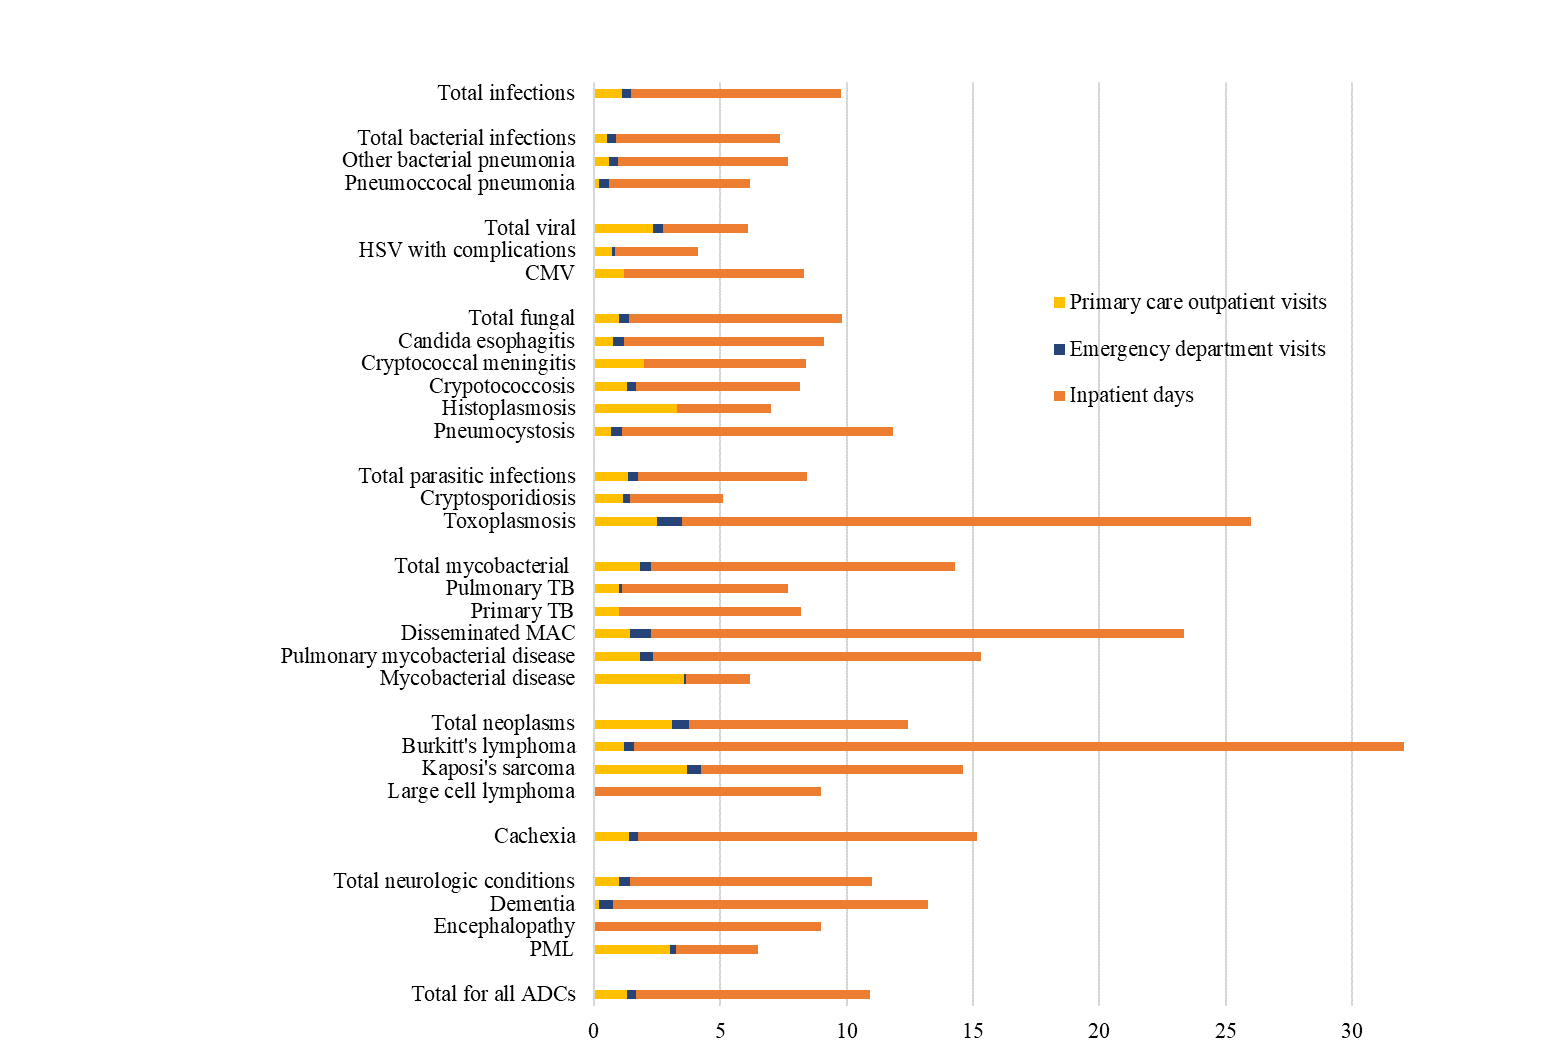 Total infections
Total bacterial infections
Other bacterial pneumonia
Pneumoccocal pneumonia
Total viral
HSV with complications
CMV
Total fungal
Candida esophagitis
Cryptococcal meningitis
Crypotococcosis
Histoplasmosis
Pneumocystosis
Total parasitic infections
Cryptosporidiosis
Toxoplasmosis
Total mycobacterial
Pulmonary TB
Primary TB
Disseminated MAC
Pulmonary mycobacterial disease
Mycobacterial disease
Total neoplasms
Burkitt's lymphoma
Kaposi's sarcoma
Large cell lymphoma
Cachexia
Total neurologic conditions
Dementia
Encephalopathy
PML
Total for all ADCs
0 5 10 15 20 25 30
Primary care outpatient visits
Emergency department visits
Inpatient days